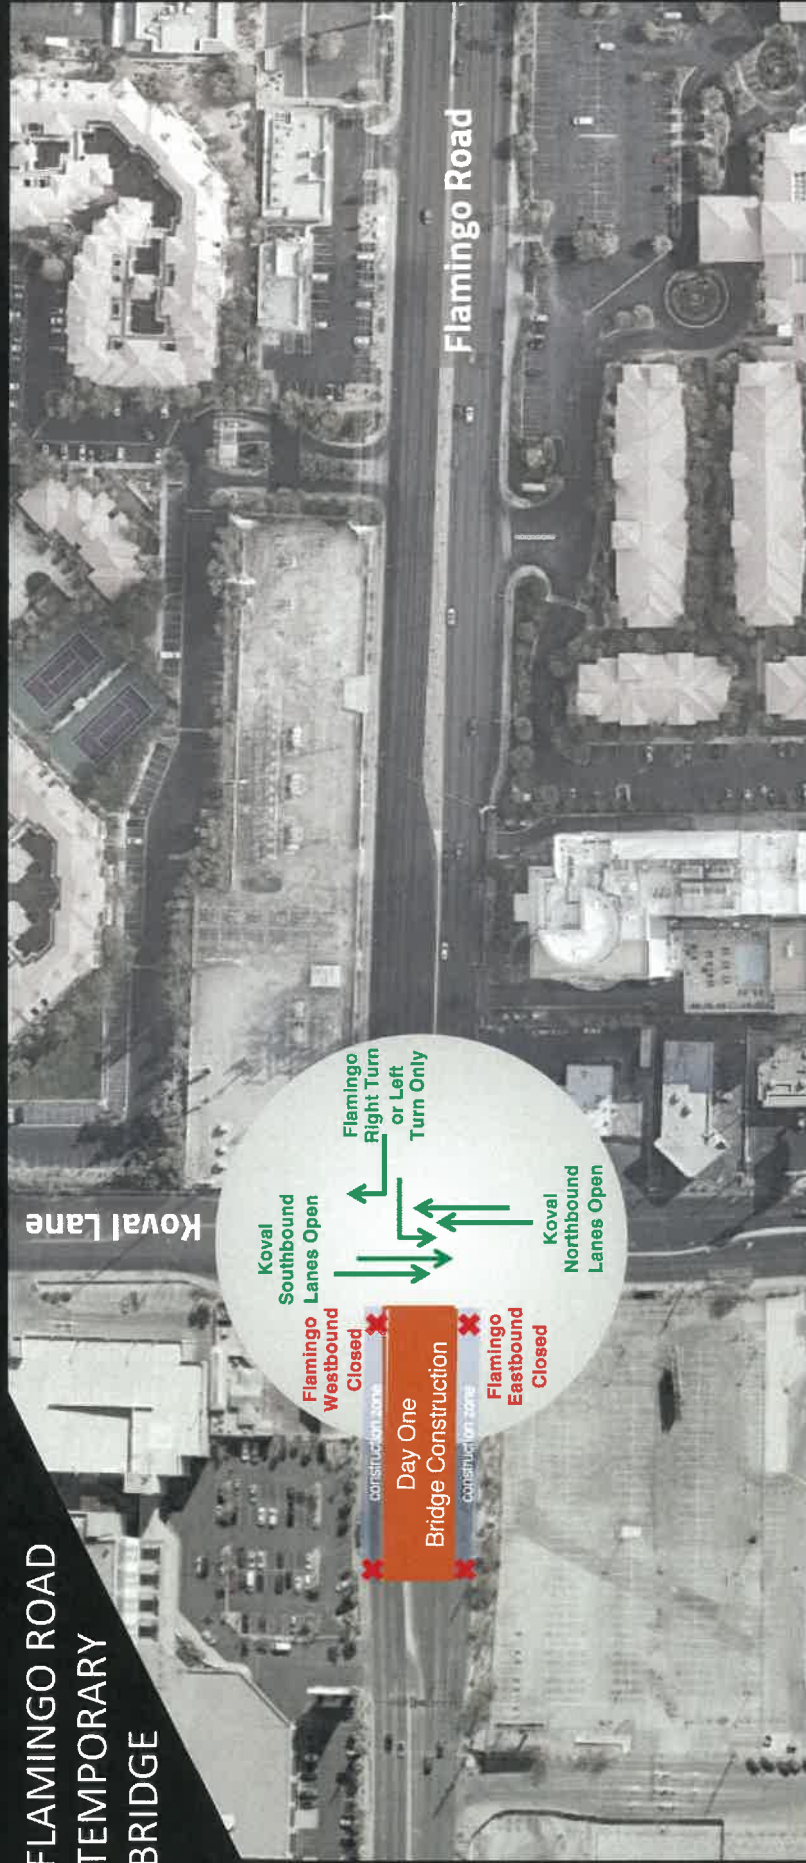 FLAMINGO ROAD
TEMPORARY
BRIDGE
Koval Lane
Flamingo Road
Koval
Southbound
Lanes Open
Flamingo
Right Turn
or Left
Turn Only
Flamingo
Westbound
Closed
construction zone
Day One
Bridge Construction
construction zone
Flamingo
Eastbound
Closed
Koval
Northbound
Lanes Open